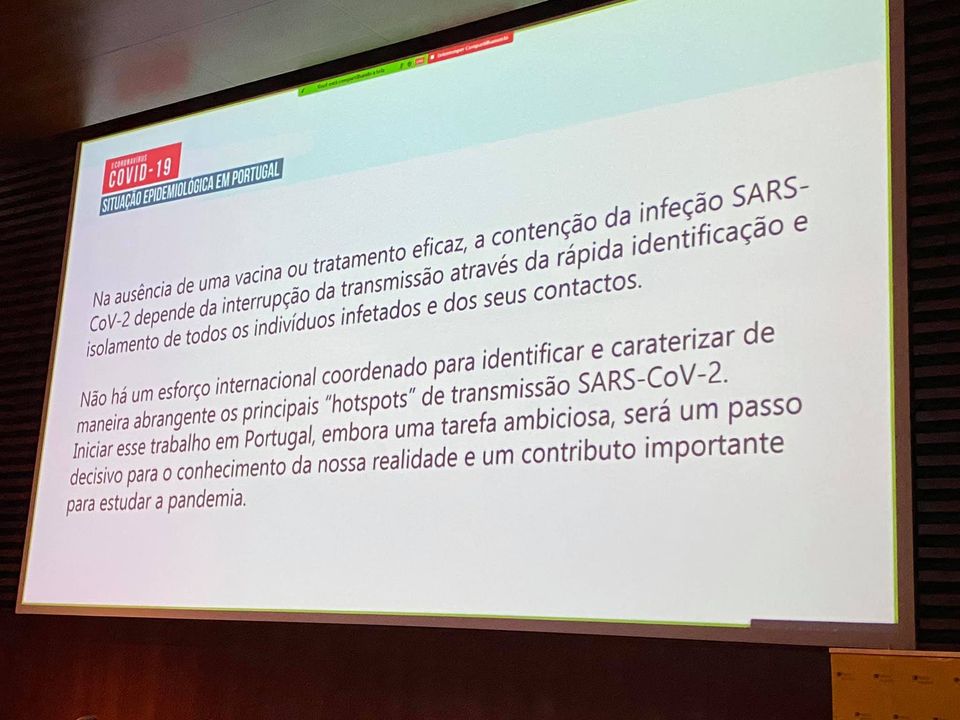 Você está compartilhando a tela
Interromper Compartilhamento
CORONAVÍRUS
COVID-19
SITUAÇÃO EPIDEMIOLÓGICA EM PORTUGAL
Na ausência de uma vacina ou tratamento eficaz, a contenção da infeção SARS-
CoV-2 depende da interrupção da transmissão através da rápida identificação e
isolamento de todos os indivíduos infetados e dos seus contactos.
Não há um esforço internacional coordenado para identificar e caraterizar de
maneira abrangente os principais “hotspots” de transmissão SARS-CoV-2.
Iniciar esse trabalho em Portugal, embora uma tarefa ambiciosa, será um passo
decisivo para o conhecimento da nossa realidade e um contributo importante
para estudar a pandemia.